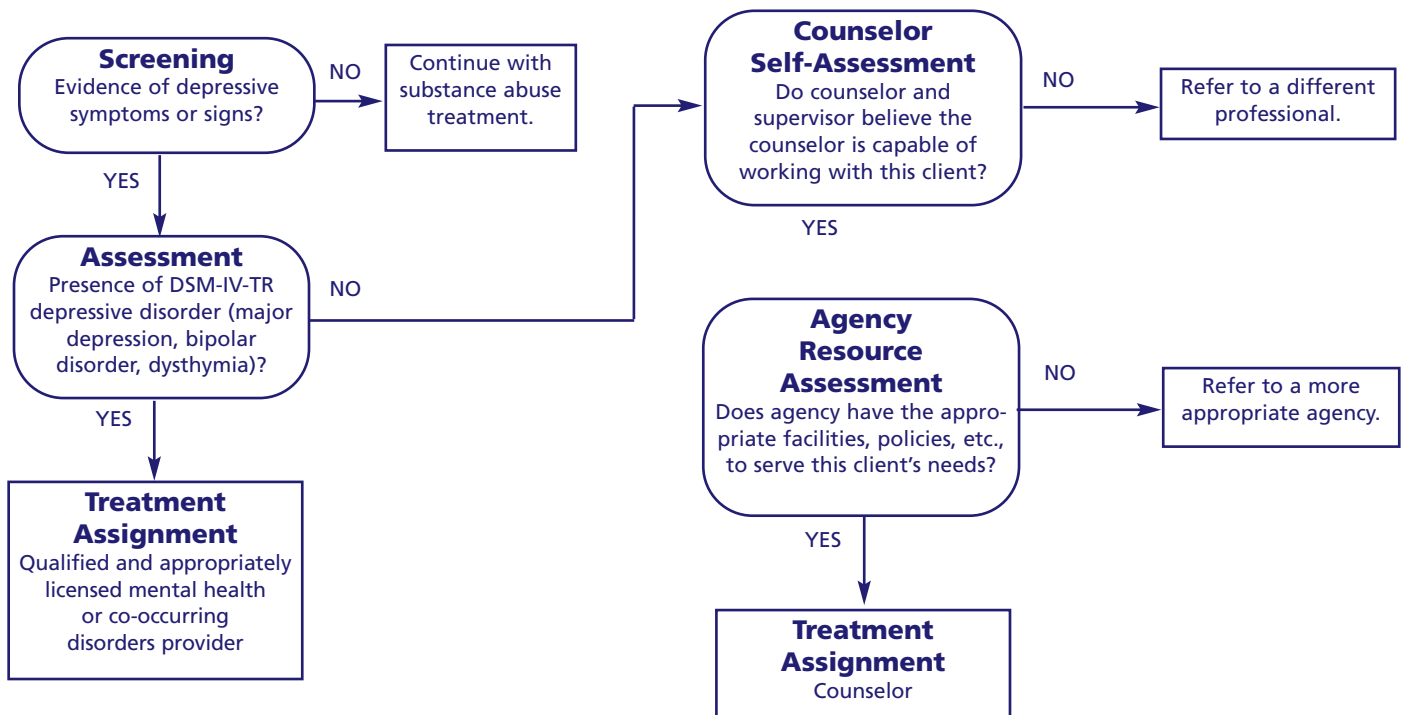 Screening
Evidence of depressive
symptoms or signs?
NO
Continue with
substance abuse
treatment.
YES
Assessment
Presence of DSM-IV-TR
depressive disorder (major
depression, bipolar
disorder, dysthymia)?
NO
YES
Treatment
Assignment
Qualified and appropriately
licensed mental health
or co-occurring
disorders provider
Counselor
Self-Assessment
Do counselor and
supervisor believe the
counselor is capable of
working with this client?
NO
Refer to a different
professional.
YES
Agency
Resource
Assessment
Does agency have the appro-
priate facilities, policies, etc.,
to serve this client's needs?
NO
Refer to a more
appropriate agency.
YES
Treatment
Assignment
Counselor